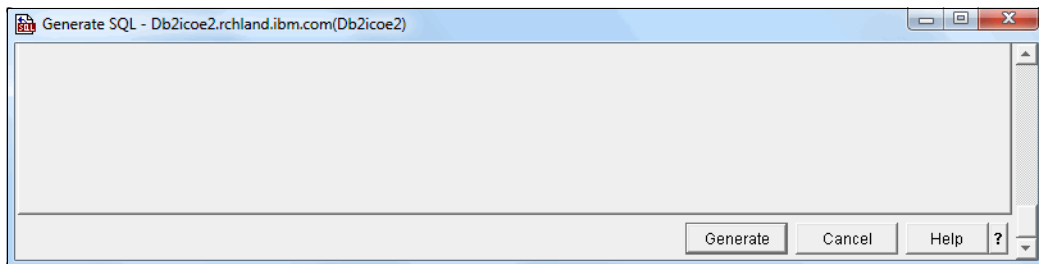 Generate SQL - Db2icoe2.rchland.ibm.com(Db2icoe2)
Generate Cancel Help ?